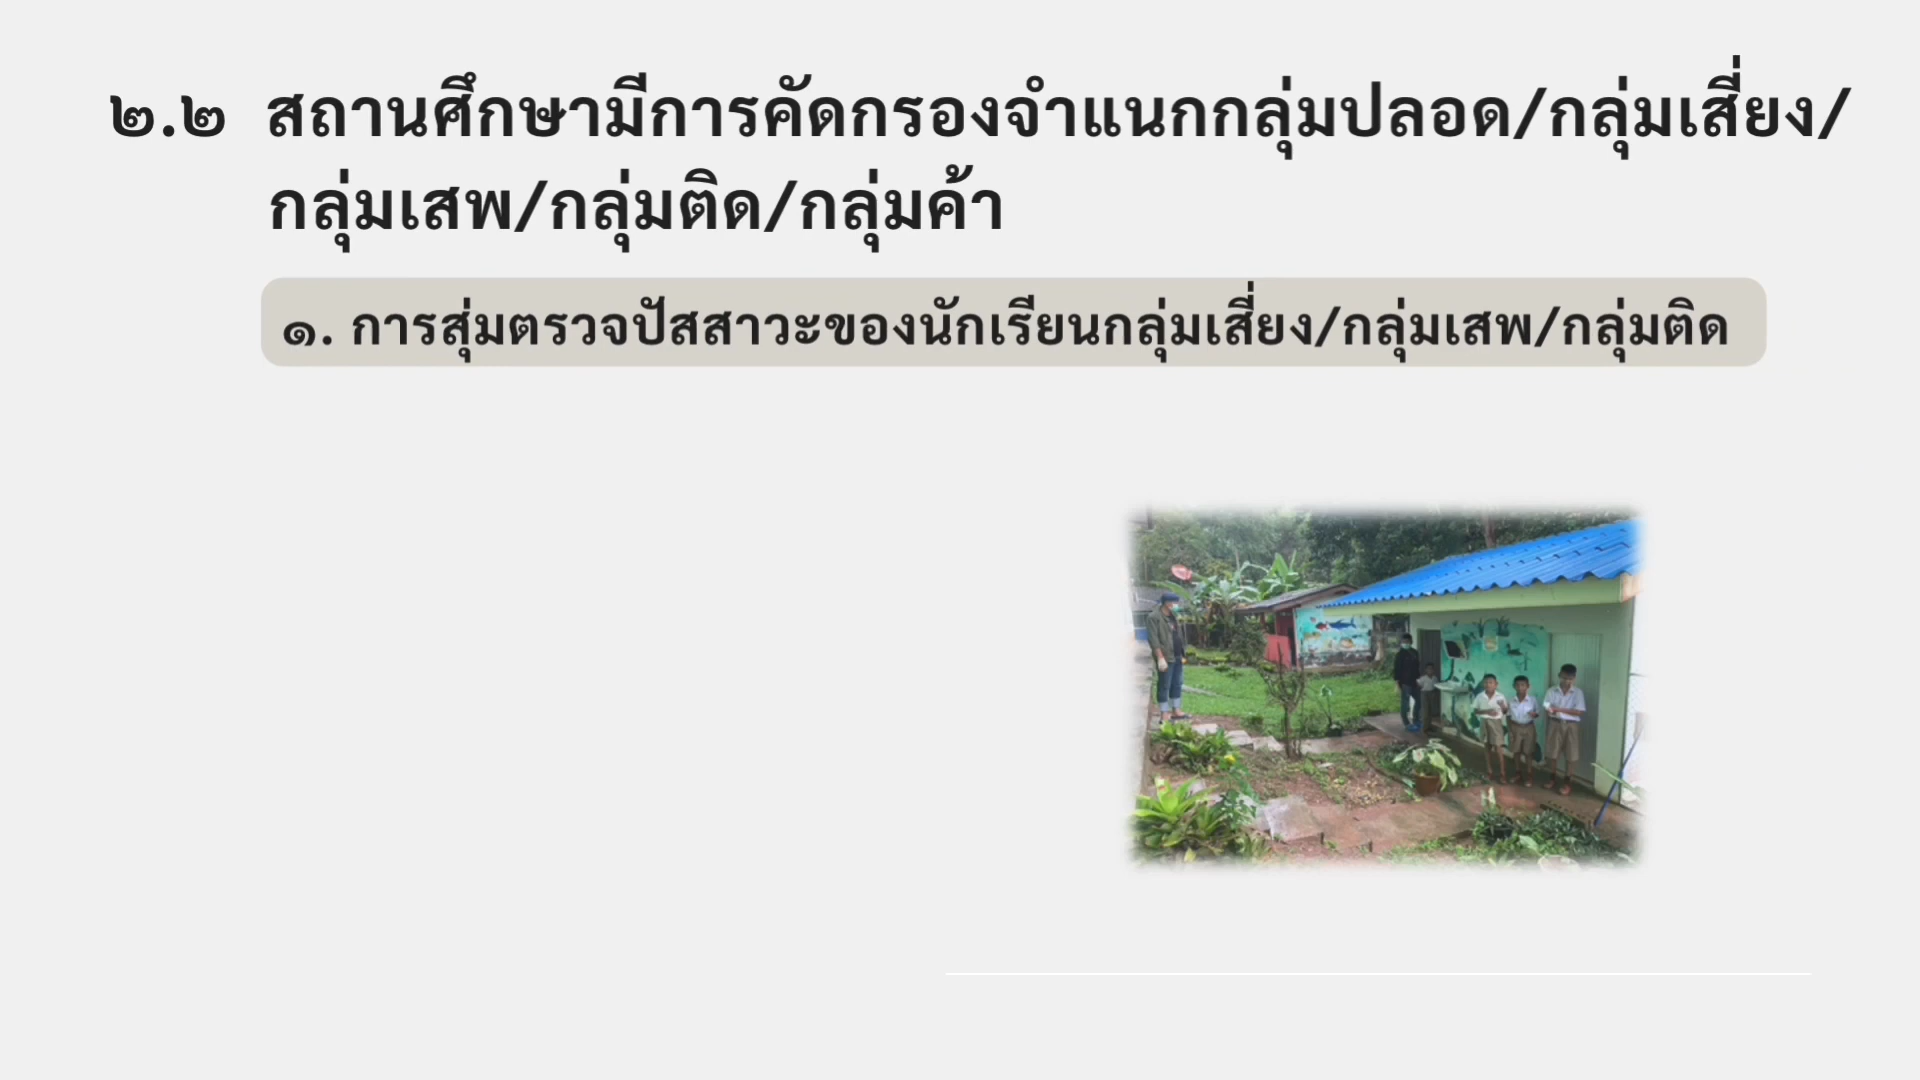 ๒.๒ สถานศึกษามีการคัดกรองจำแนกกลุ่มปลอด/กลุ่มเสี่ยง/
กลุ่มเสพ/กลุ่มติด/กลุ่มค้า
๑. การสุ่มตรวจปัสสาวะของนักเรียนกลุ่มเสี่ยง/กลุ่มเสพ/กลุ่มติด